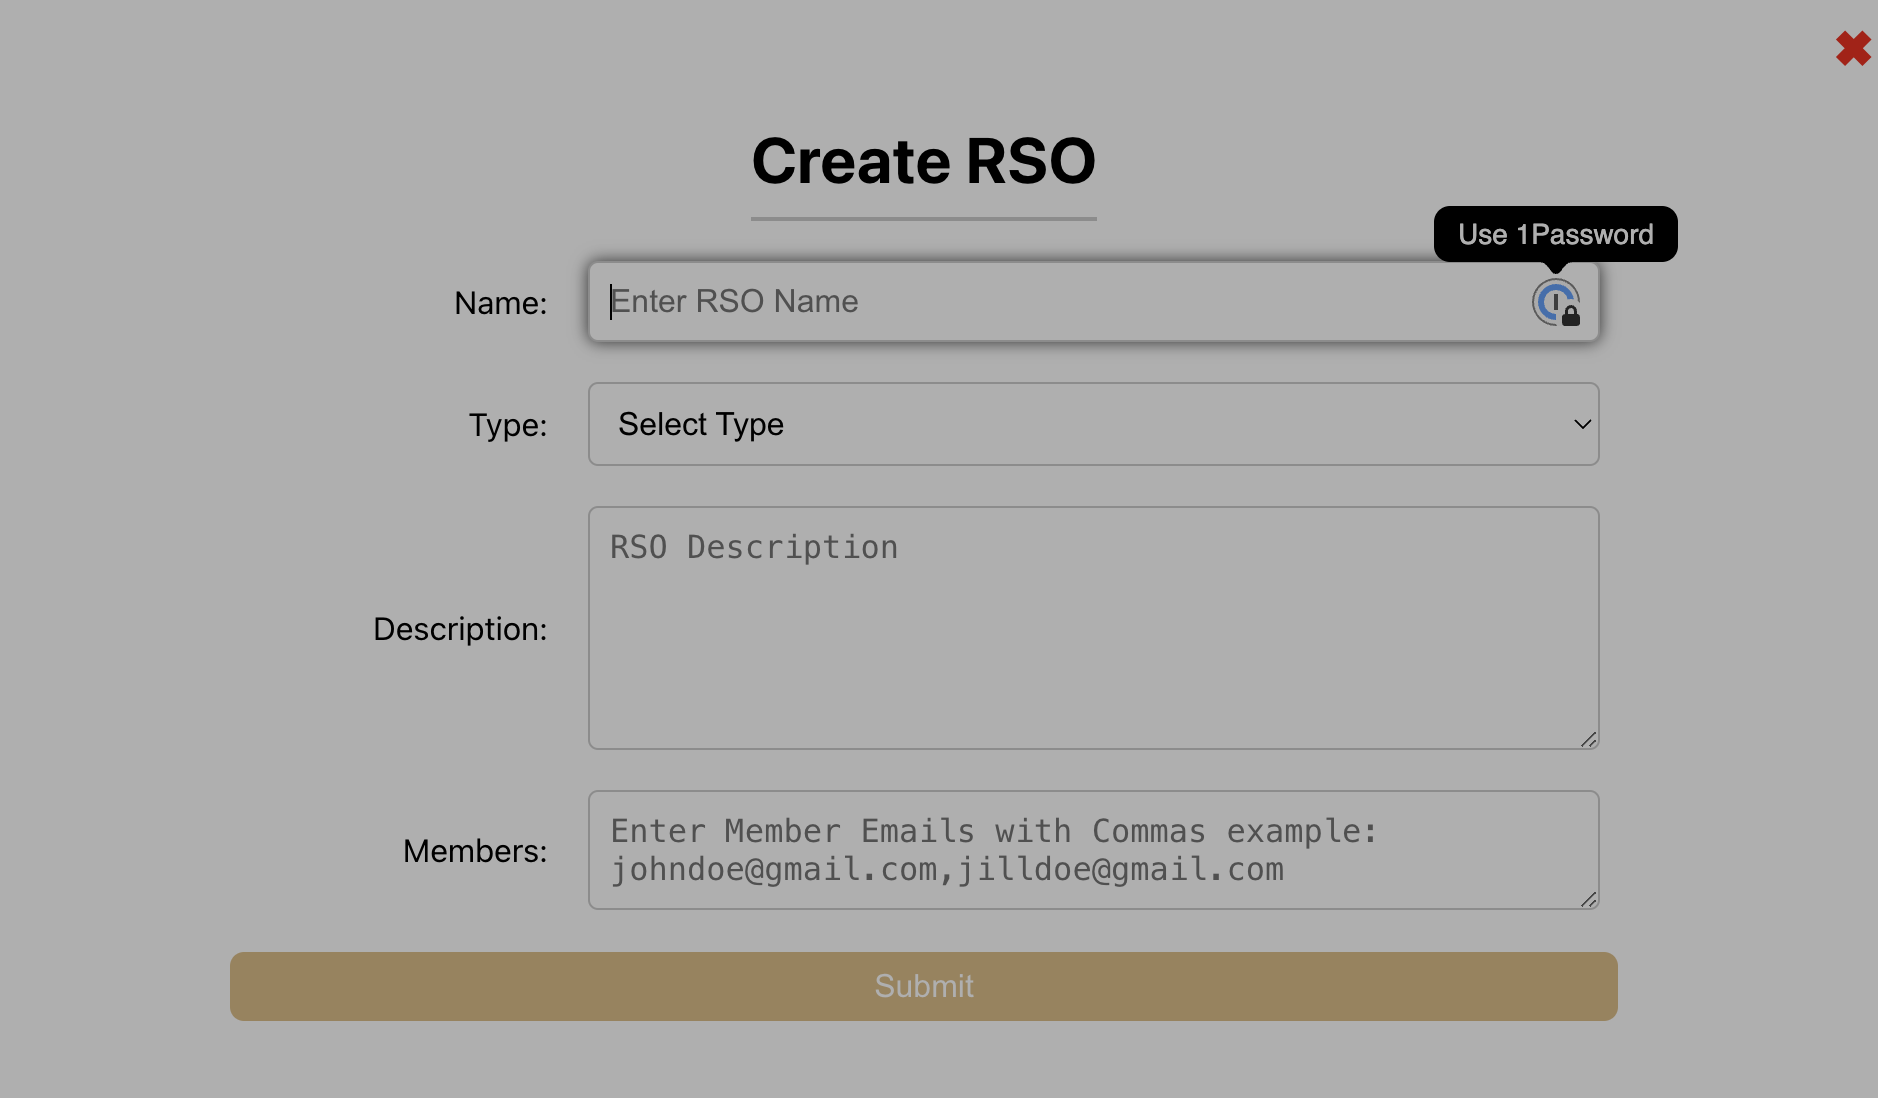 Create RSO
Use 1Password
Name:
Enter RSO Name
Type:
Select Type
Description:
RSO Description
Members:
Enter Member Emails with Commas example:
johndoe@gmail.com,jilldoe@gmail.com
Submit